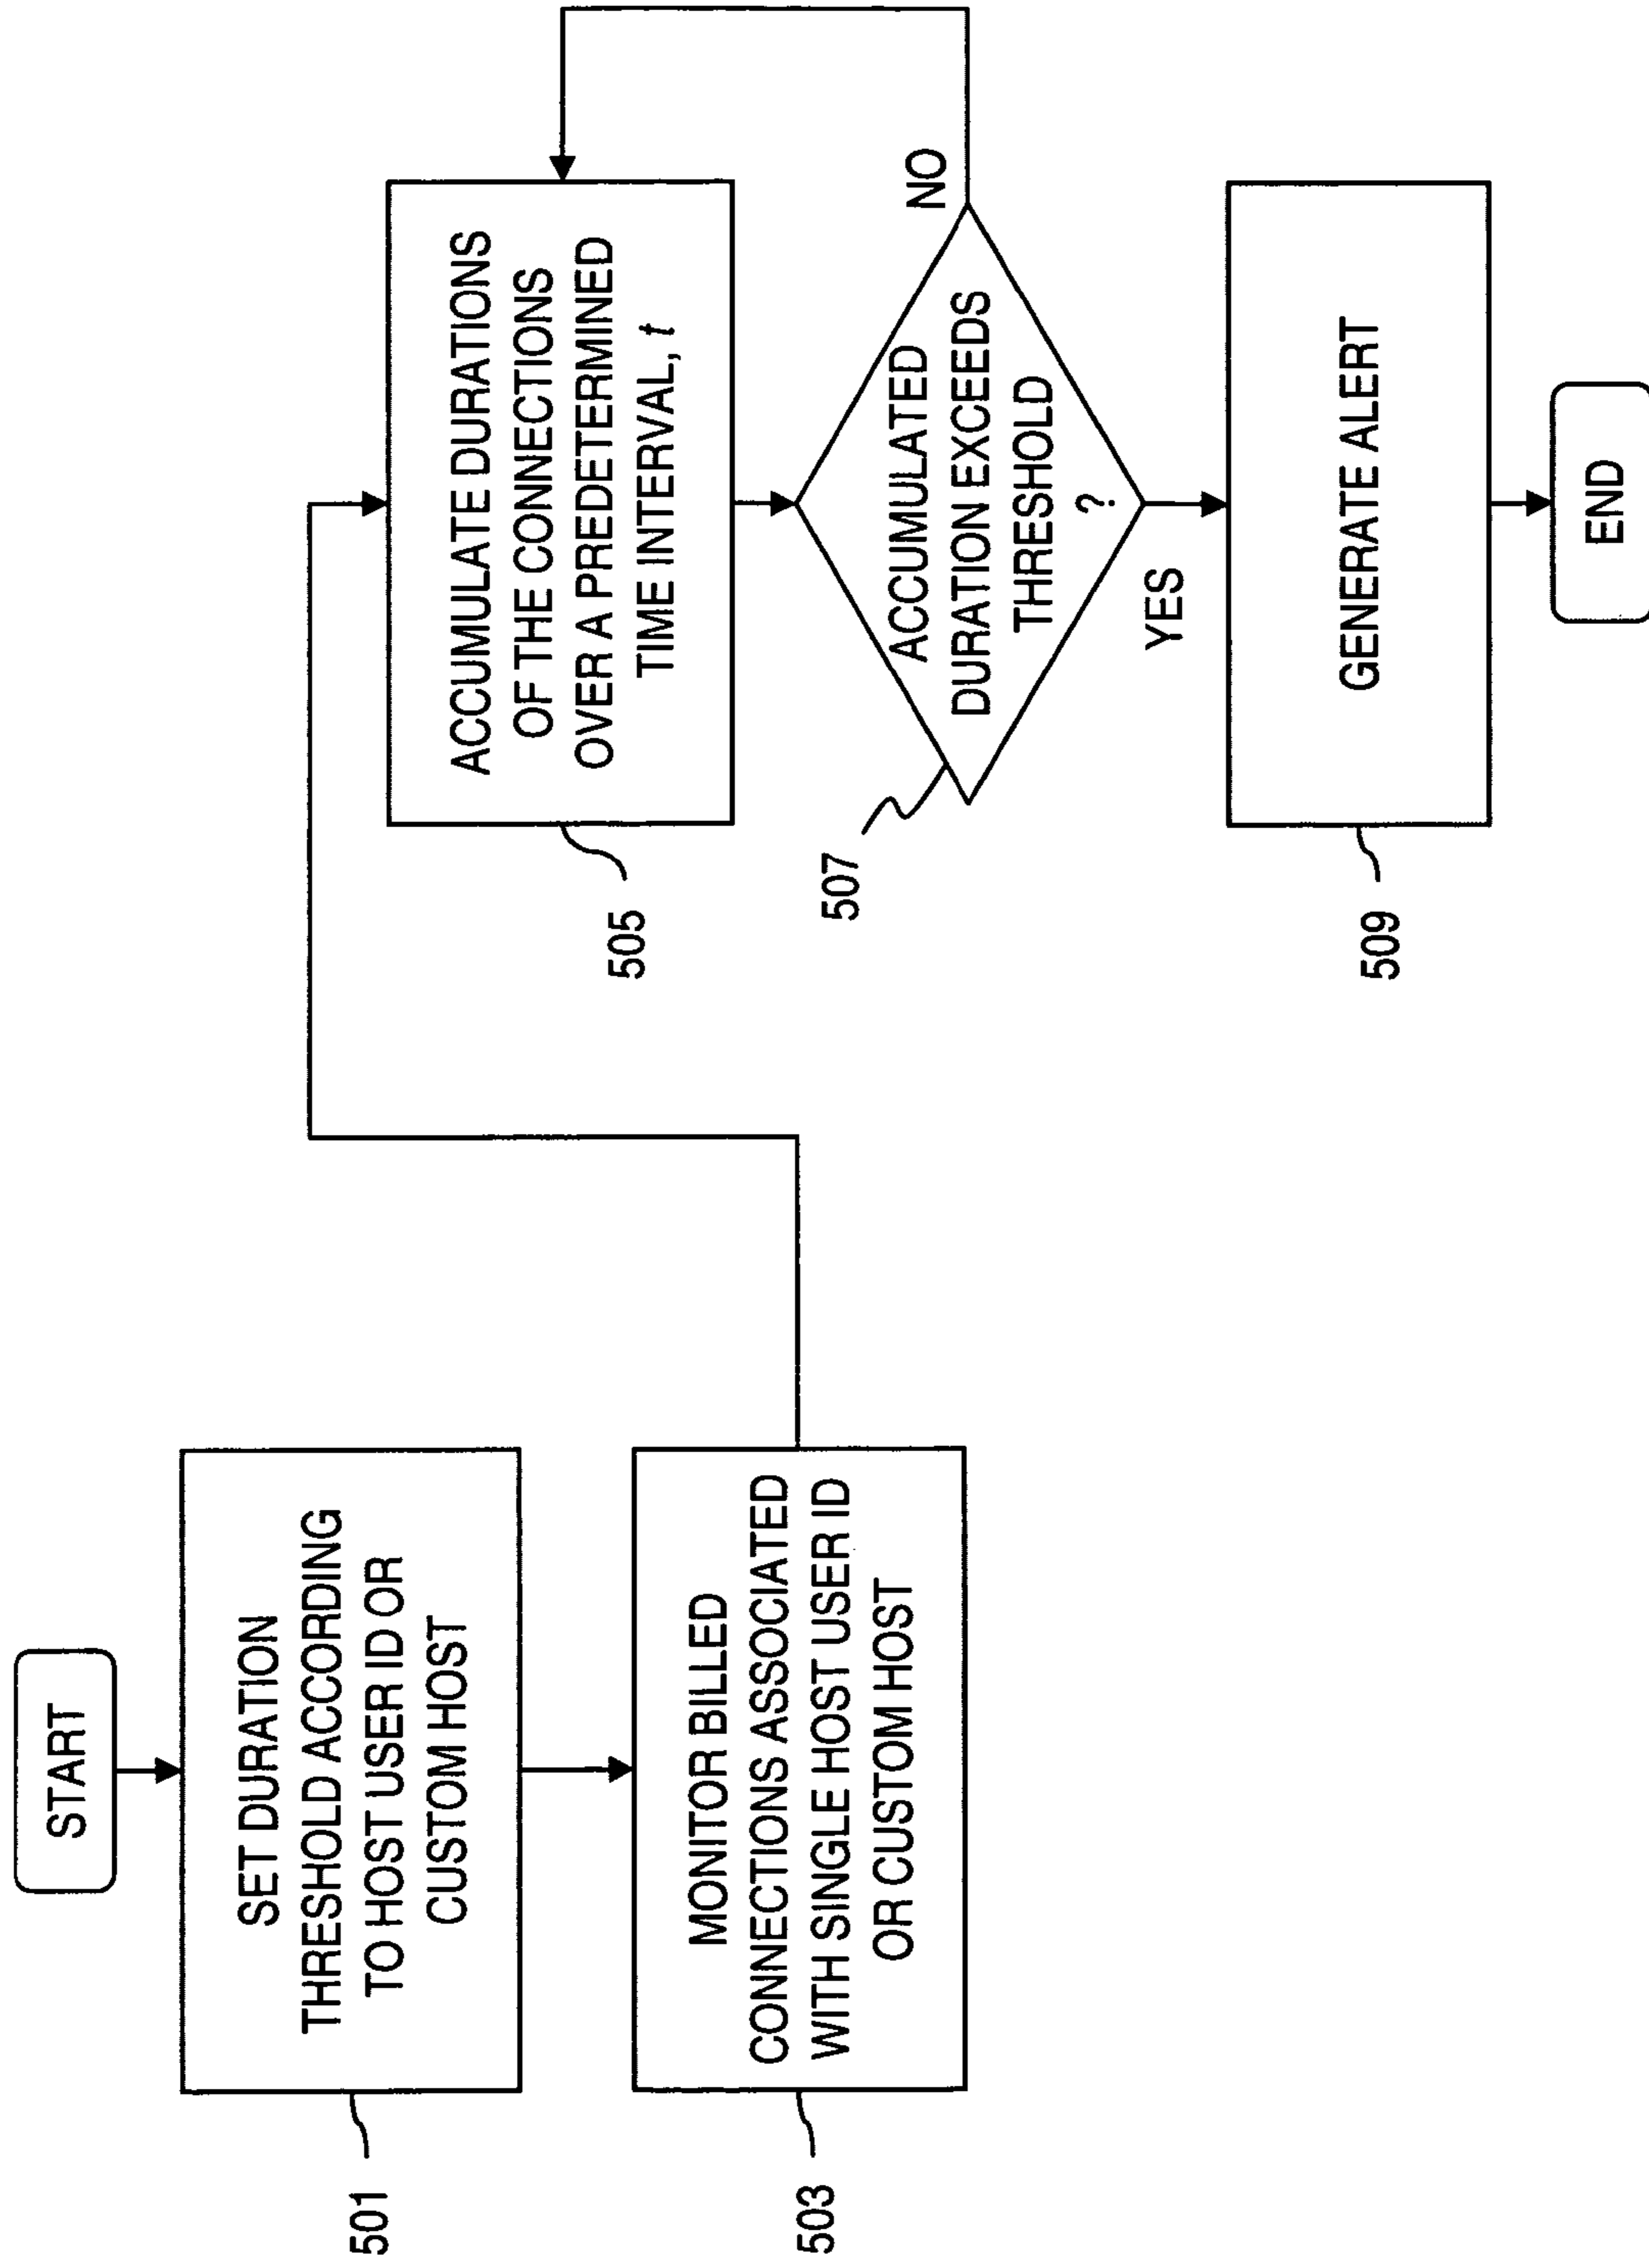 START
SET DURATION
THRESHOLD ACCORDING
TO HOST USER ID OR
CUSTOM HOST
501
MONITOR BILLED
CONNECTIONS ASSOCIATED
WITH SINGLE HOST USER ID
OR CUSTOM HOST
503
ACCUMULATE DURATIONS
OF THE CONNECTIONS
OVER A PREDETERMINED
TIME INTERVAL, t
505
ACCUMULATED
DURATION EXCEEDS
THRESHOLD
?
507
NO
YES
GENERATE ALERT
509
END